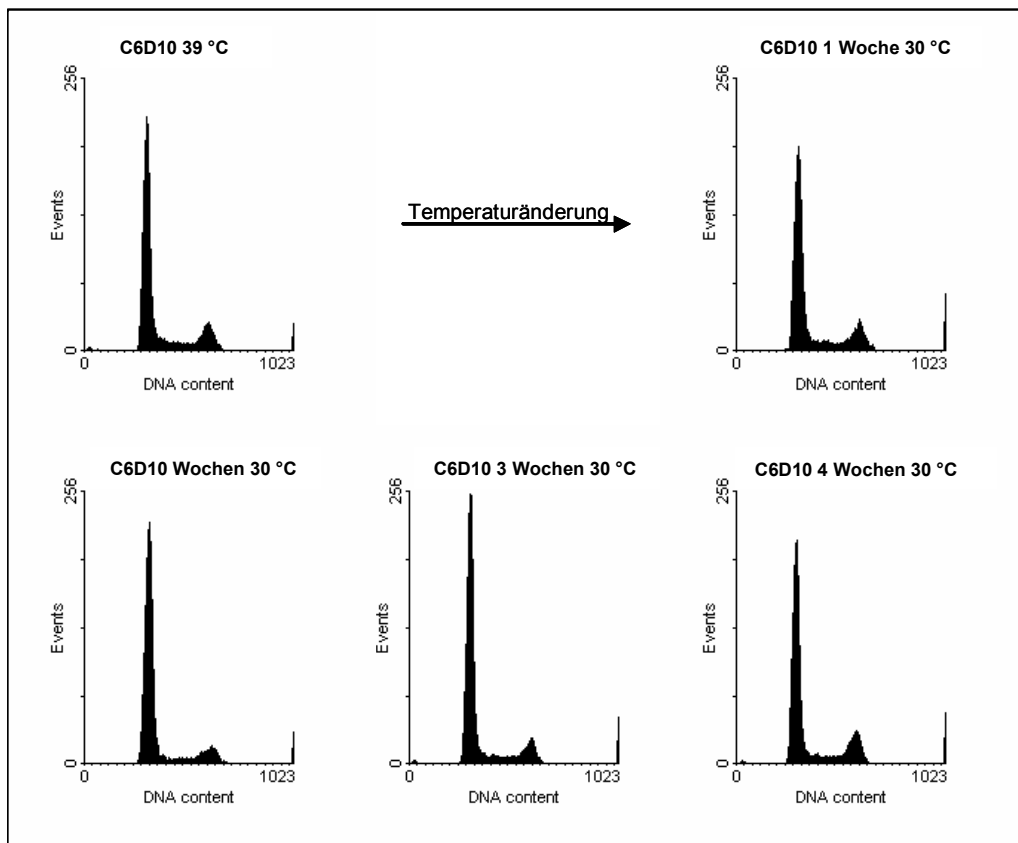 C6D10 39 °C
256
Events
0
0
1023
DNA content
Temperaturänderung
C6D10 1 Woche 30 °C
256
Events
0
0
1023
DNA content
C6D10 Wochen 30 °C
256
Events
0
0
1023
DNA content
C6D10 3 Wochen 30 °C
256
Events
0
0
1023
DNA content
C6D10 4 Wochen 30 °C
256
Events
0
0
1023
DNA content